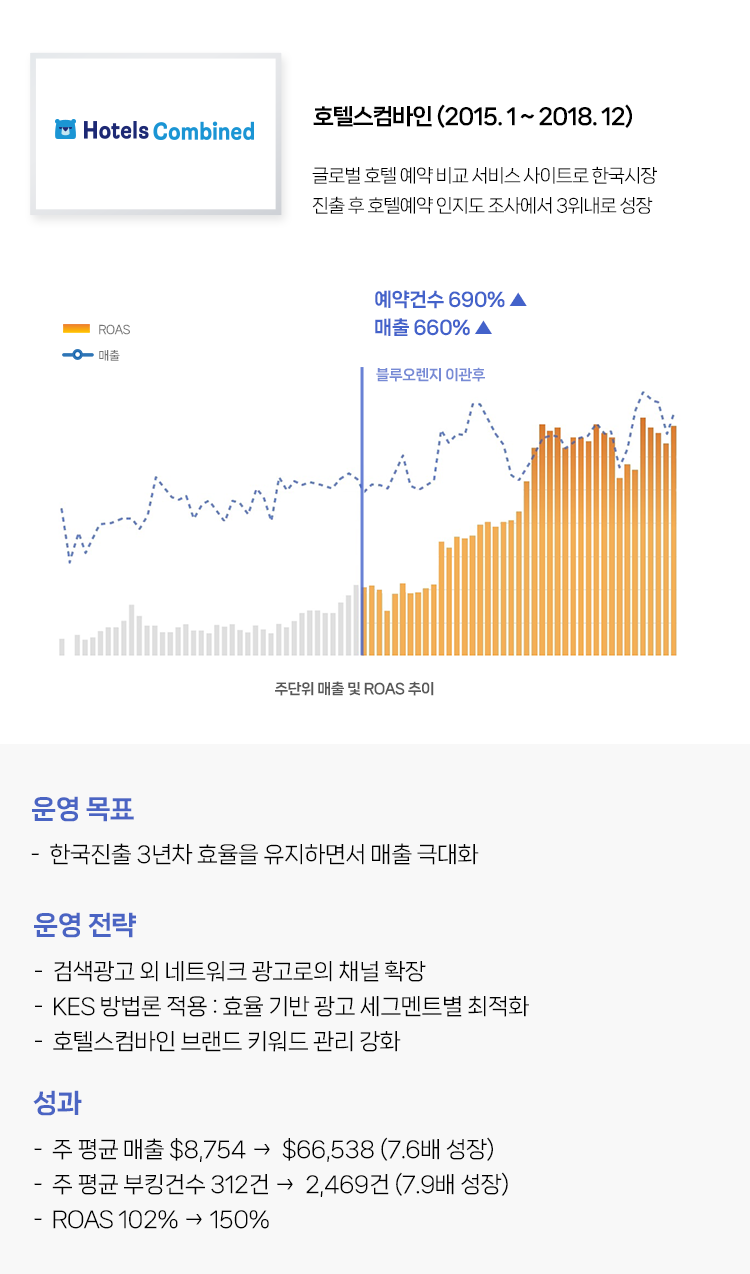 Hotels Combined
호텔스컴바인 (2015. 1 ~ 2018. 12)
글로벌 호텔 예약 비교 서비스 사이트로 한국시장
진출 후 호텔예약 인지도 조사에서 3위내로 성장
예약건수 690% ▲
매출 660% ▲
ROAS
매출
블루오렌지 이관후
주단위 매출 및 ROAS 추이
운영 목표
- 한국진출 3년차 효율을 유지하면서 매출 극대화
운영 전략
- 검색광고 외 네트워크 광고로의 채널 확장
- KES 방법론 적용 : 효율 기반 광고 세그멘트별 최적화
- 호텔스컴바인 브랜드 키워드 관리 강화
성과
- 주 평균 매출 $8,754 → $66,538 (7.6배 성장)
- 주 평균 부킹건수 312건 → 2,469건 (7.9배 성장)
- ROAS 102% → 150%